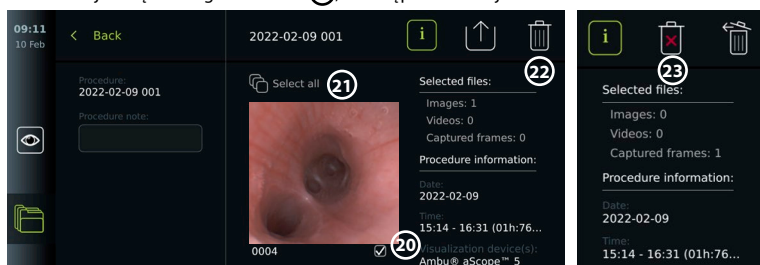 09:11
10 Feb
Back
2022-02-09 001
i
22
Procedure:
2022-02-09 001
Procedure note:
Select all
21
0004
20
Selected files:
Images: 1
Videos: 0
Captured frames: 0
Procedure information:
Date:
2022-02-09
Time:
15:14 - 16:31 (01h:76...
Visualization device(s):
Ambu® aScope™ 5
i
23
Selected files:
Images: 0
Videos: 0
Captured frames: 1
Procedure information:
Date:
2022-02-09
Time:
15:14 - 16:31 (01h:76...